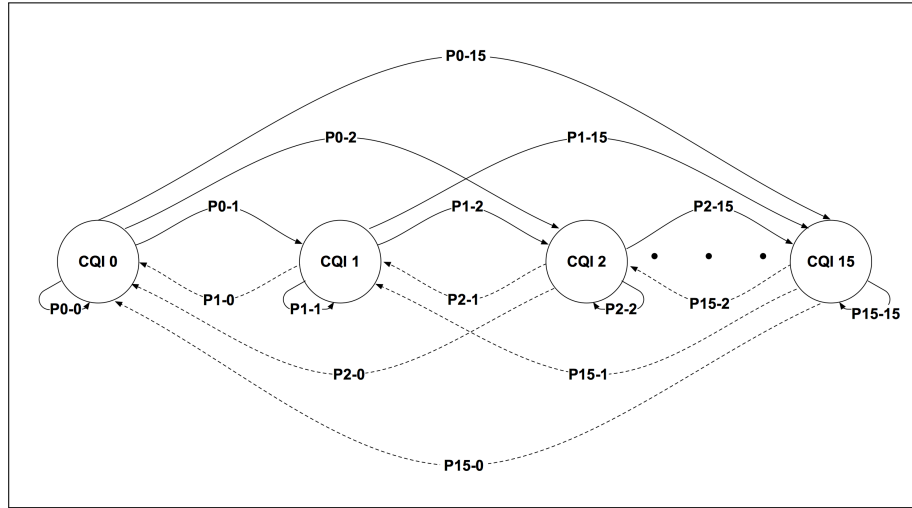 P0-15
P0-2
P1-15
P0-1
P1-2
P2-15
CQI 0
CQI 1
CQI 2
CQI 15
P1-0
P2-1
P15-2
P0-0
P1-1
P2-2
P15-15
P2-0
P15-1
P15-0